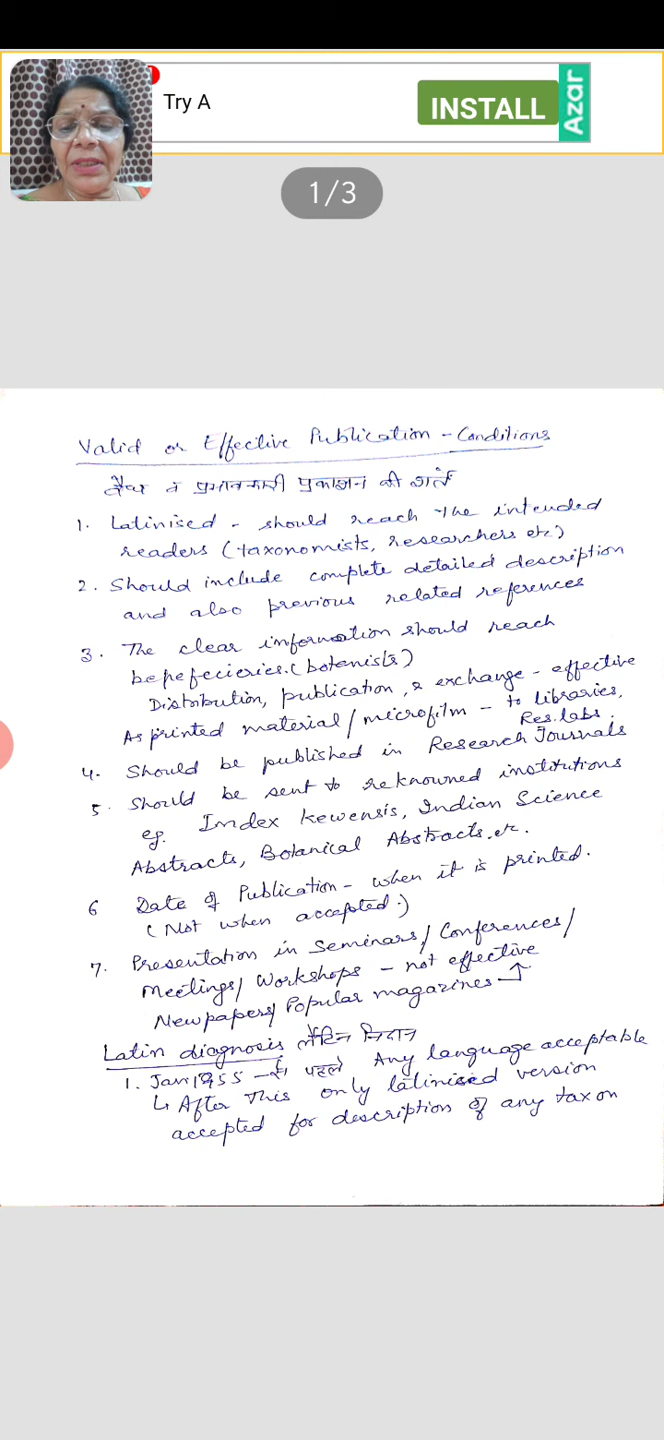 Try A
INSTALL
Azar
1/3
Valid or Effective Publication - Conditions
वैध व प्रभावकारी प्रकाशन की शर्तें
1. Latinised - should reach the intended
readers (taxonomists, researchers etc)
2. Should include complete detailed description
and also previous related references
3. The clear information should reach
bepefecieries. (botanists)
Distribution, publication, & exchange - effective
As printed material/microfilm - to libraries,
Res. labs.
4. Should be published in Research Journals
5. Should be sent to reknowned institutions
eg. Index Kewensis, Indian Science
Abstracts, Botanical Abstracts, etc.
6 Date of Publication - when it is printed.
(Not when accepted.)
7. Presentation in Seminars/Conferences/
Meetings/Workshops - not effective
Newpapers/Popular magazines
Latin diagnosis लैटिन निदान
1. Jan 1955 - से पहले Any language acceptable
↳ After this only latinised version
accepted for description of any taxon